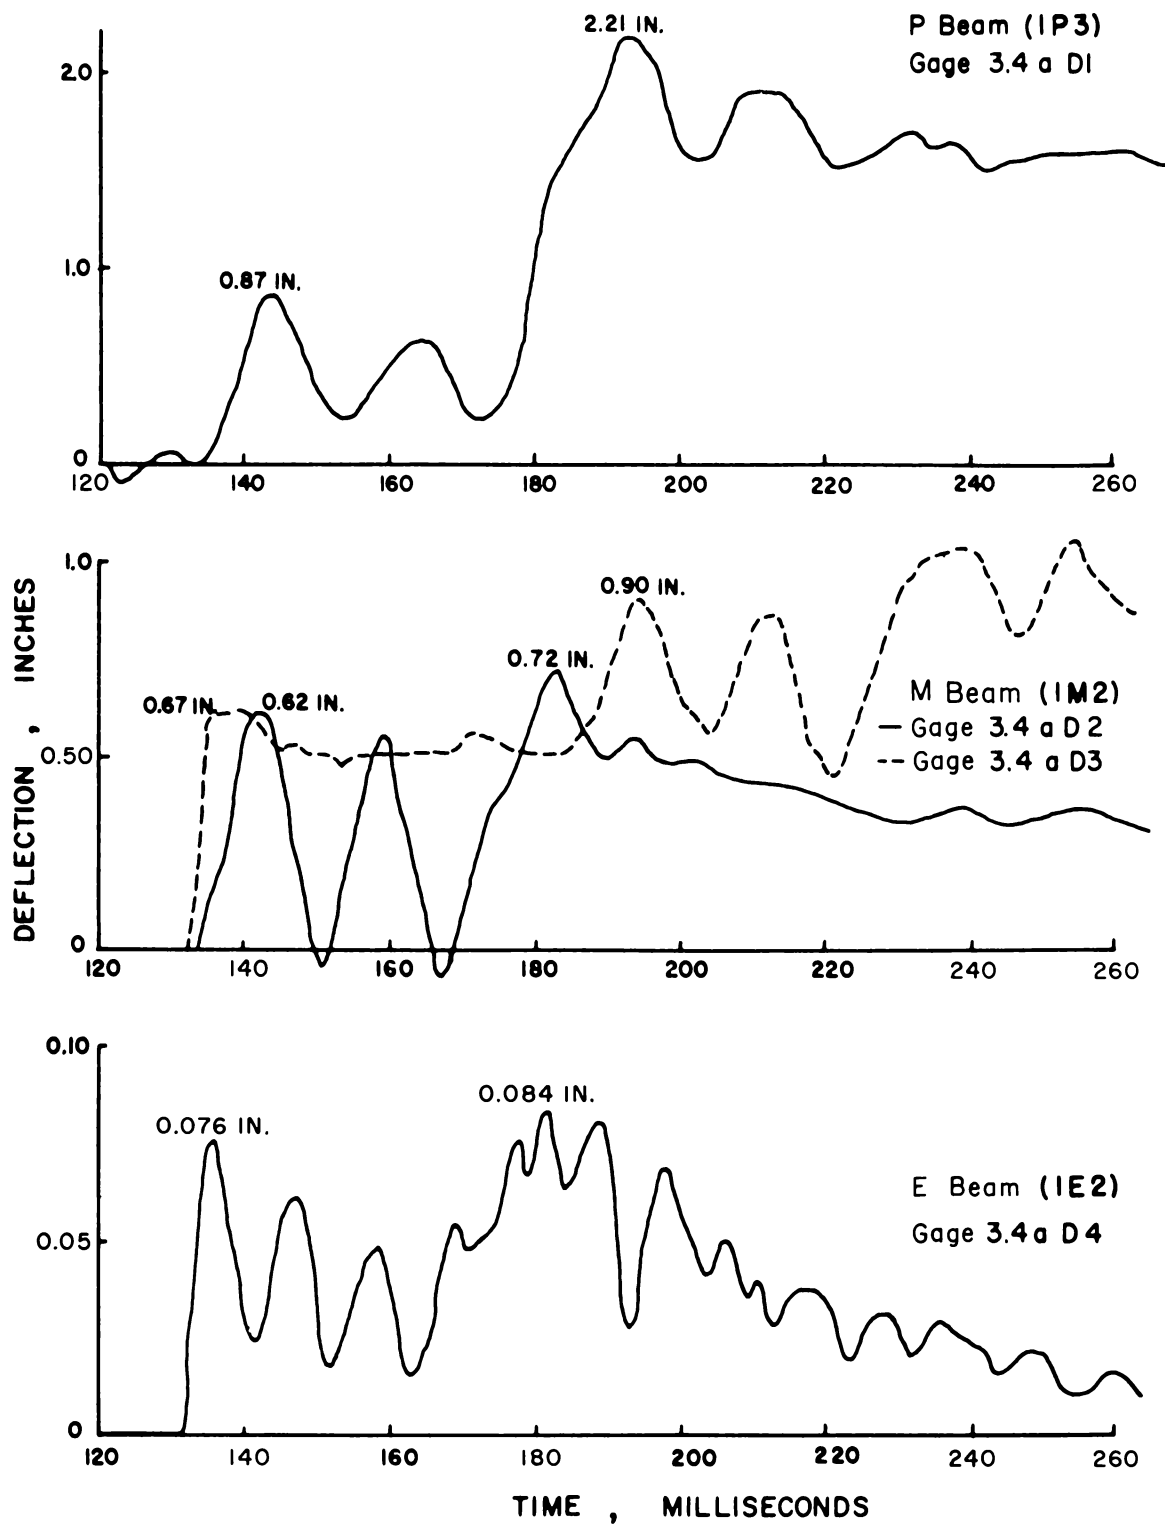 2.21 IN.
P Beam (1P3)
Gage 3.4 a D1
2.0
0.87 IN.
1.0
0
120 140 160 180 200 220 240 260
1.0
0.90 IN.
0.72 IN.
0.67 IN. 0.62 IN.
M Beam (1M2)
Gage 3.4 a D2
Gage 3.4 a D3
0.50
0
120 140 160 180 200 220 240 260
DEFLECTION , INCHES
0.10
0.084 IN.
0.076 IN.
E Beam (1E2)
Gage 3.4 a D4
0.05
0
120 140 160 180 200 220 240 260
TIME , MILLISECONDS